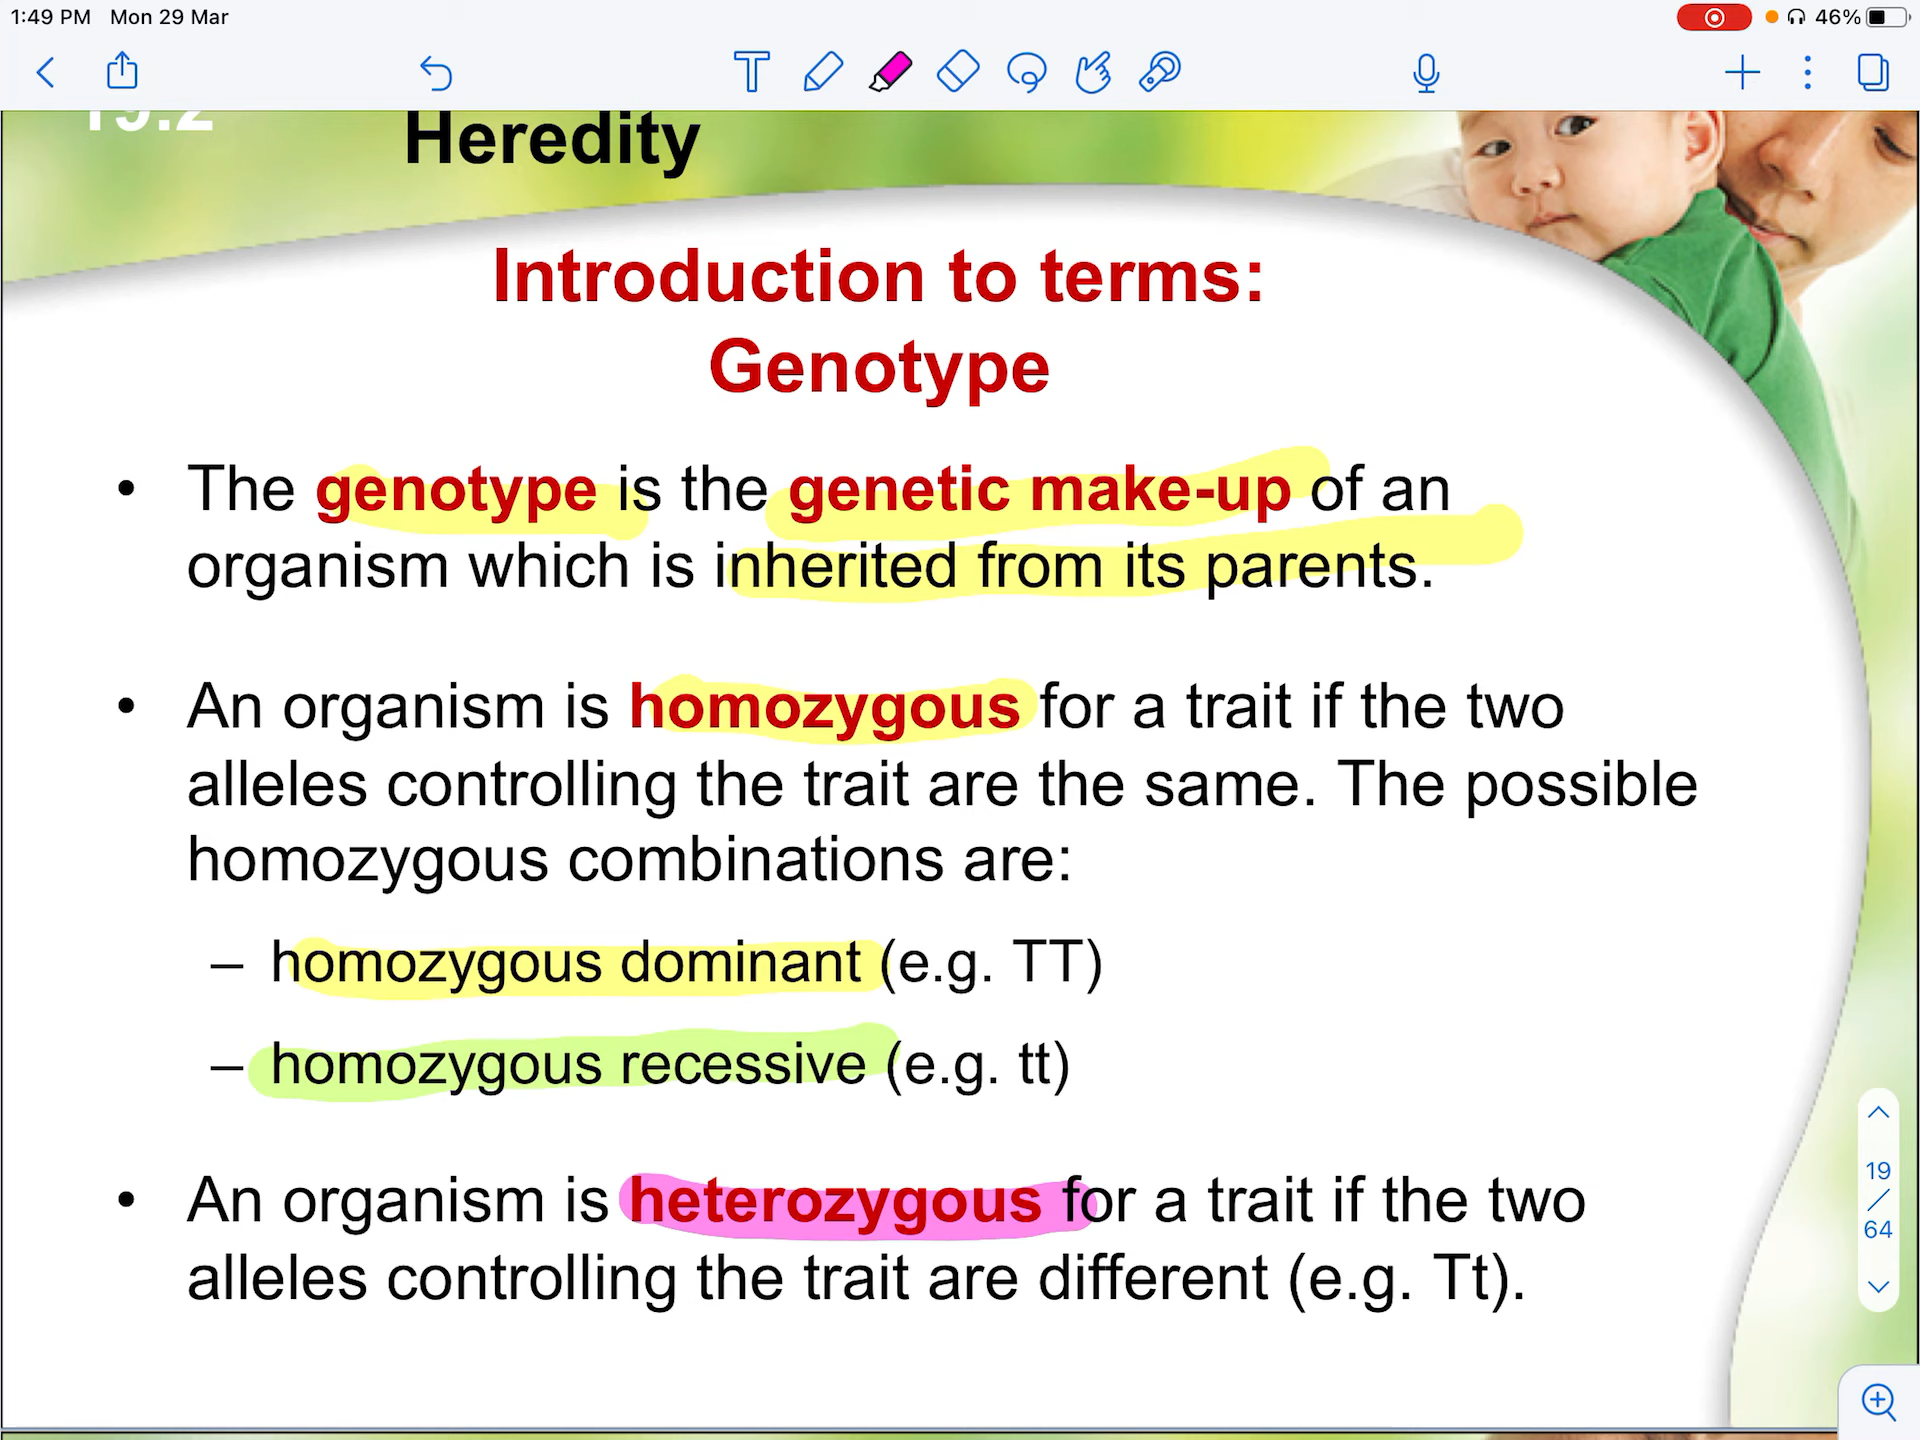 1:49 PM Mon 29 Mar
46%
19.2
Heredity
Introduction to terms:
Genotype
• The genotype is the genetic make-up of an
organism which is inherited from its parents.
• An organism is homozygous for a trait if the two
alleles controlling the trait are the same. The possible
homozygous combinations are:
– homozygous dominant (e.g. TT)
– homozygous recessive (e.g. tt)
• An organism is heterozygous for a trait if the two
alleles controlling the trait are different (e.g. Tt).
19
/
64